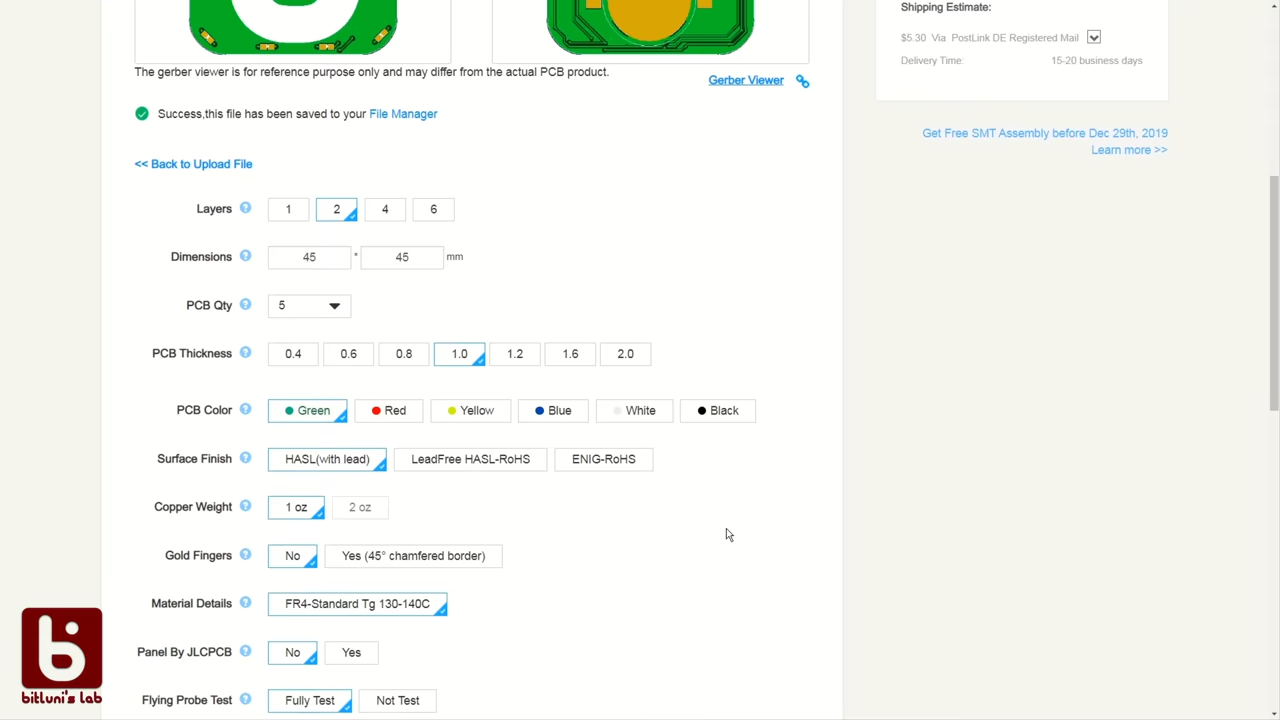 Shipping Estimate:
$5.30 Via PostLink DE Registered Mail
Delivery Time: 15-20 business days
The gerber viewer is for reference purpose only and may differ from the actual PCB product.
Gerber Viewer
Success,this file has been saved to your File Manager
Get Free SMT Assembly before Dec 29th, 2019
Learn more >>
<< Back to Upload File
Layers ? 1 2 4 6
Dimensions ? 45 * 45 mm
PCB Qty ? 5
PCB Thickness ? 0.4 0.6 0.8 1.0 1.2 1.6 2.0
PCB Color ? Green Red Yellow Blue White Black
Surface Finish ? HASL(with lead) LeadFree HASL-RoHS ENIG-RoHS
Copper Weight ? 1 oz 2 oz
Gold Fingers ? No Yes (45° chamfered border)
Material Details ? FR4-Standard Tg 130-140C
Panel By JLCPCB ? No Yes
Flying Probe Test ? Fully Test Not Test
b
bitluni's lab